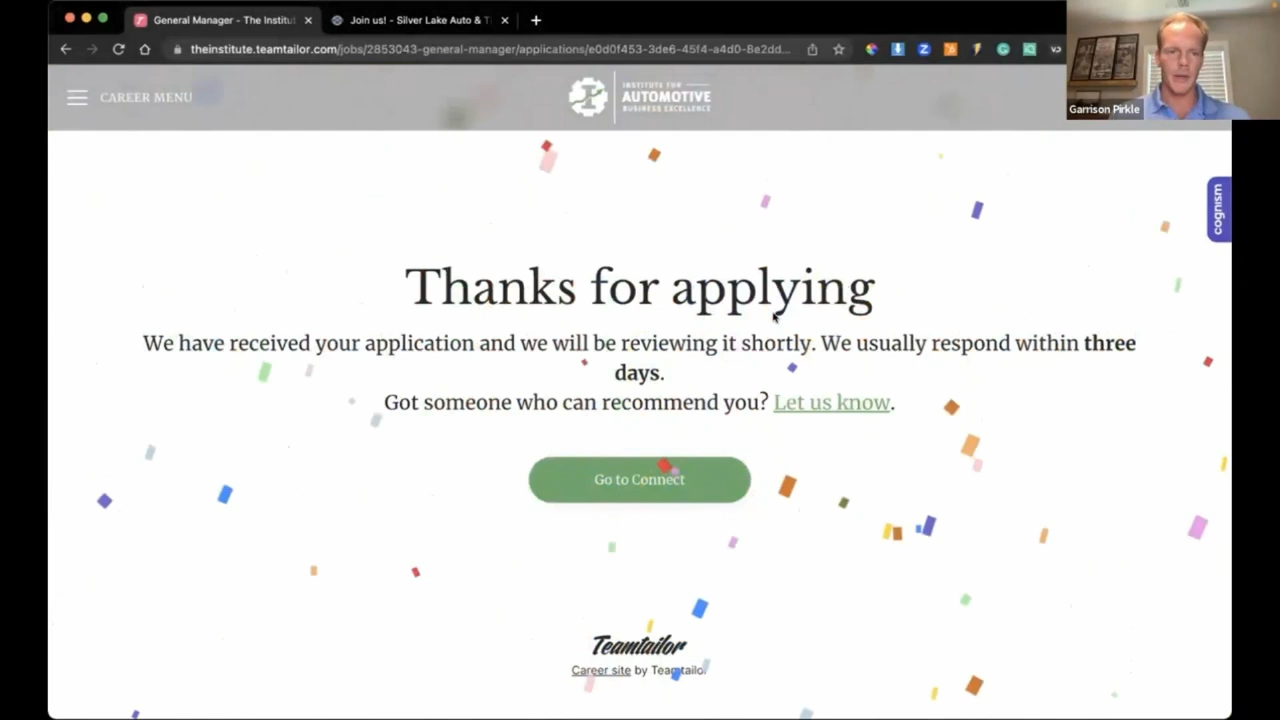 General Manager - The Institu
Join us! - Silver Lake Auto & T
theinstitute.teamtailor.com/jobs/2853043-general-manager/applications/e0d0f453-3de6-45f4-a4d0-8e2dd...
CAREER MENU
INSTITUTE FOR
AUTOMOTIVE
BUSINESS EXCELLENCE
Garrison Pirkle
cognism
Thanks for applying
We have received your application and we will be reviewing it shortly. We usually respond within three
days.
Got someone who can recommend you? Let us know.
Go to Connect
Teamtailor
Career site by Teamtailor